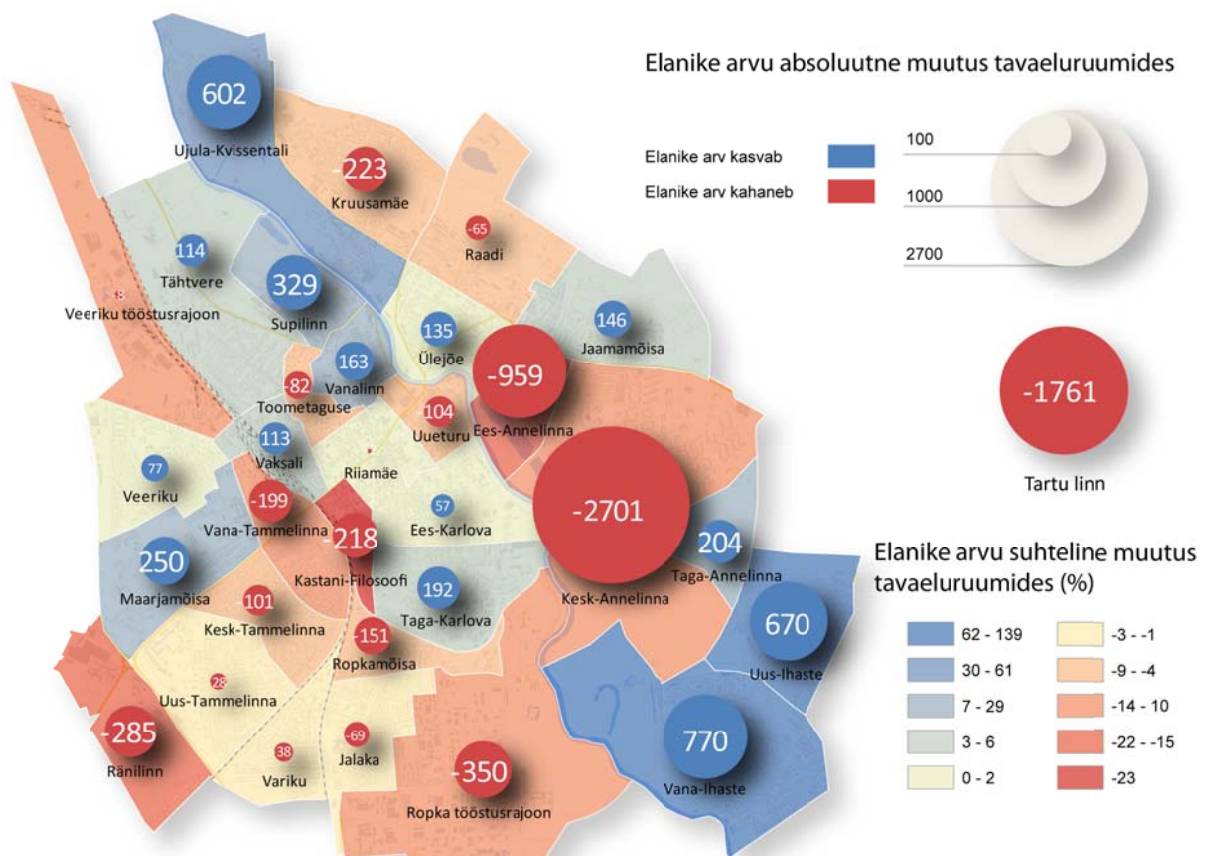 Elanike arvu absoluutne muutus tavaeluruumides
Elanike arv kasvab
Elanike arv kahaneb
100
1000
2700
-1761
Tartu linn
Elanike arvu suhteline muutus
tavaeluruumides (%)
62 - 139
30 - 61
7 - 29
3 - 6
0 - 2
-3 - -1
-9 - -4
-14 - 10
-22 - -15
-23
602
Ujula-Kvissentali
-223
Kruusamäe
-65
Raadi
114
Tähtvere
329
Supilinn
Veeriku tööstusrajoon
135
Ülejõe
146
Jaamamõisa
163
Vanalinn
-959
Ees-Annelinna
-82
Toometaguse
-104
Uueturu
113
Vaksali
Riiamäe
77
Veeriku
-199
Vana-Tammelinna
57
Ees-Karlova
-2701
Kesk-Annelinna
-218
Kastani-Filosoofi
204
Taga-Annelinna
250
Maarjamõisa
192
Taga-Karlova
-101
Kesk-Tammelinna
-151
Ropkamõisa
670
Uus-Ihaste
28
Uus-Tammelinna
-285
Ränilinn
38
Variku
-69
Jalaka
-350
Ropka tööstusrajoon
770
Vana-Ihaste